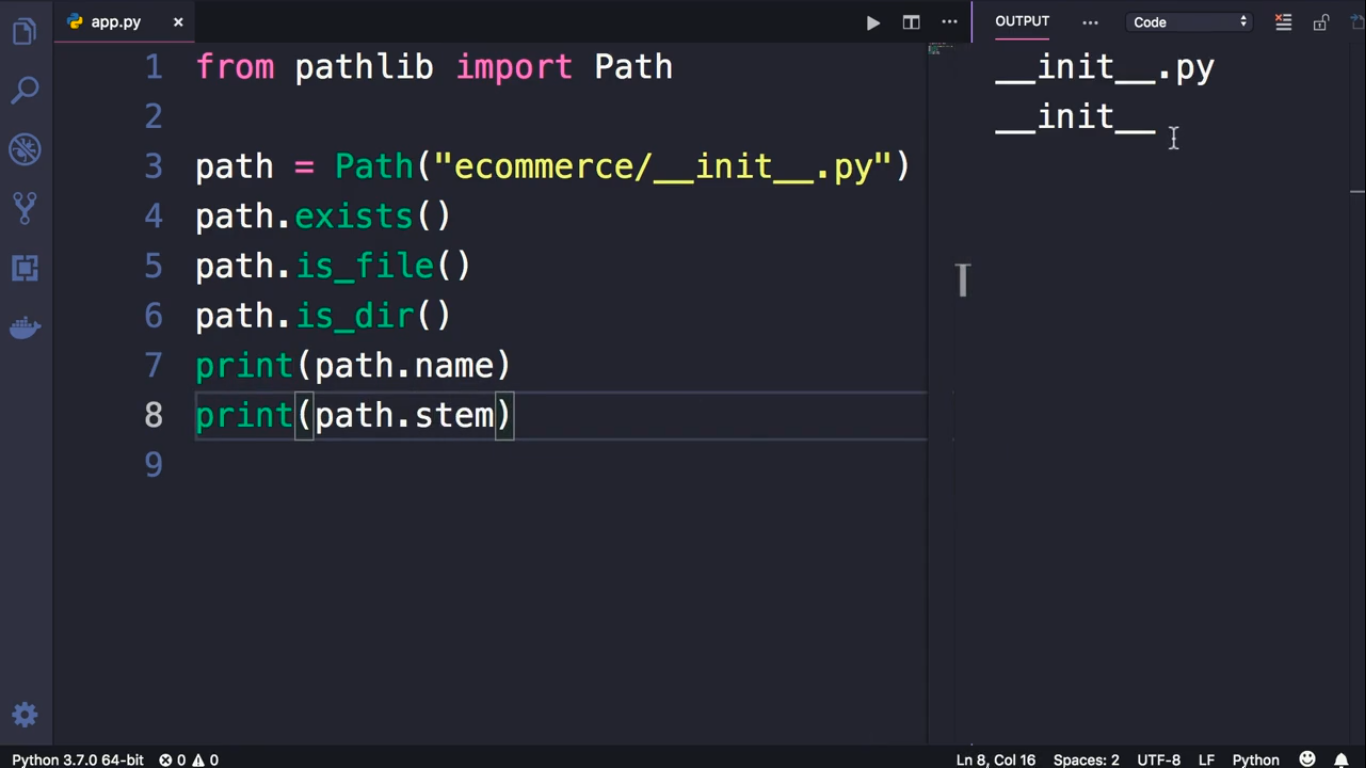 app.py
OUTPUT
Code
1 from pathlib import Path
2
3 path = Path("ecommerce/__init__.py")
4 path.exists()
5 path.is_file()
6 path.is_dir()
7 print(path.name)
8 print(path.stem)
9
__init__.py
__init__
Python 3.7.0 64-bit 0 0 Ln 8, Col 16 Spaces: 2 UTF-8 LF Python